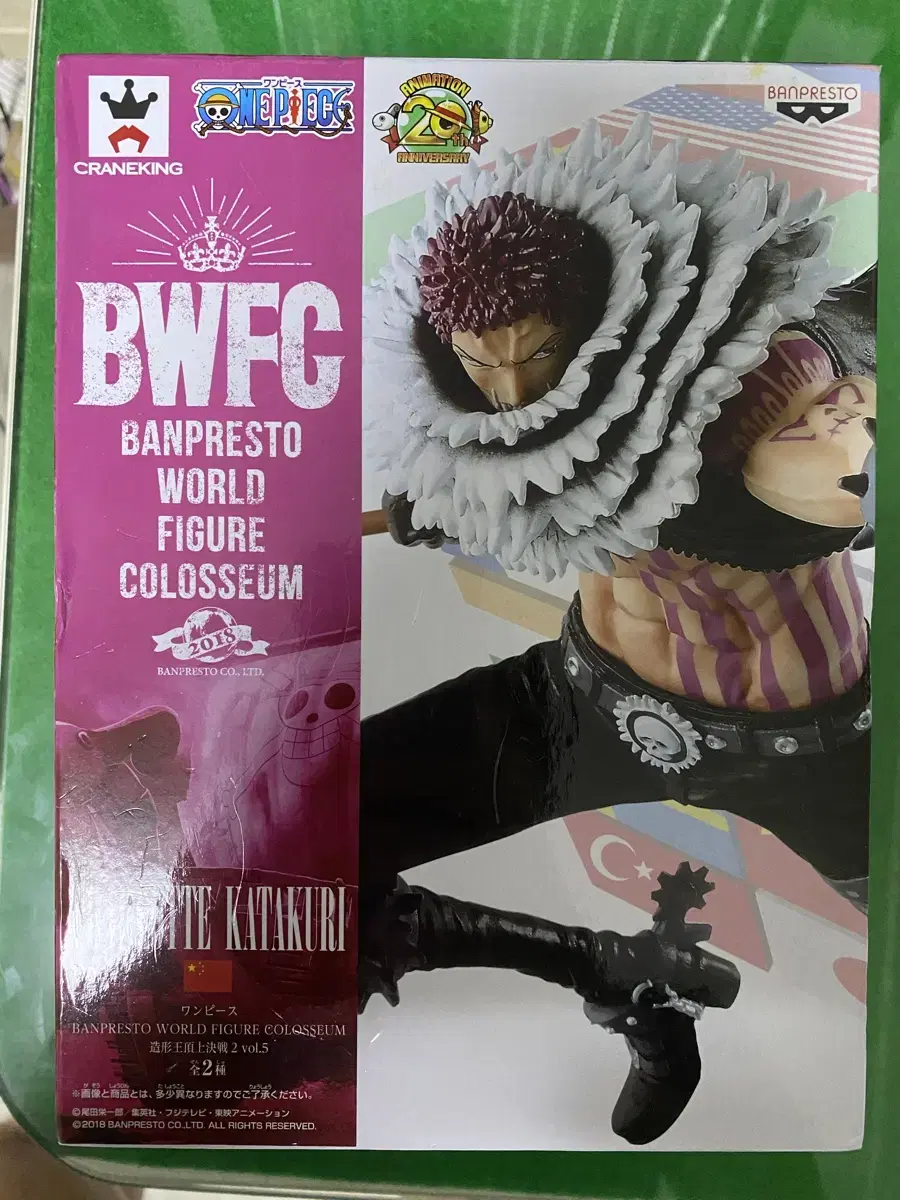 CRANEKING
ワンピース
ONE PIECE
ANIMATION
20th
ANNIVERSARY
BANPRESTO
BWFC
BANPRESTO
WORLD
FIGURE
COLOSSEUM
2018
BANPRESTO CO., LTD.
KATAKURI
ワンピース
BANPRESTO WORLD FIGURE COLOSSEUM
造形王頂上決戦2 vol.5
全2種
※画像と商品とは、多少異なりますのでご了承ください。
©尾田栄一郎／集英社・フジテレビ・東映アニメーション
©2018 BANPRESTO CO.,LTD. ALL RIGHTS RESERVED.